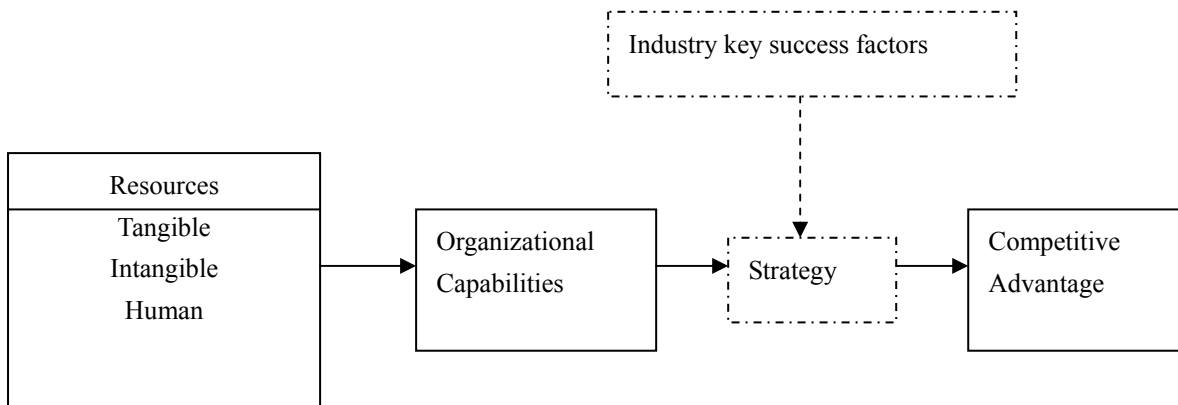 Industry key success factors
Resources
Tangible
Intangible
Human
Organizational
Capabilities
Strategy
Competitive
Advantage